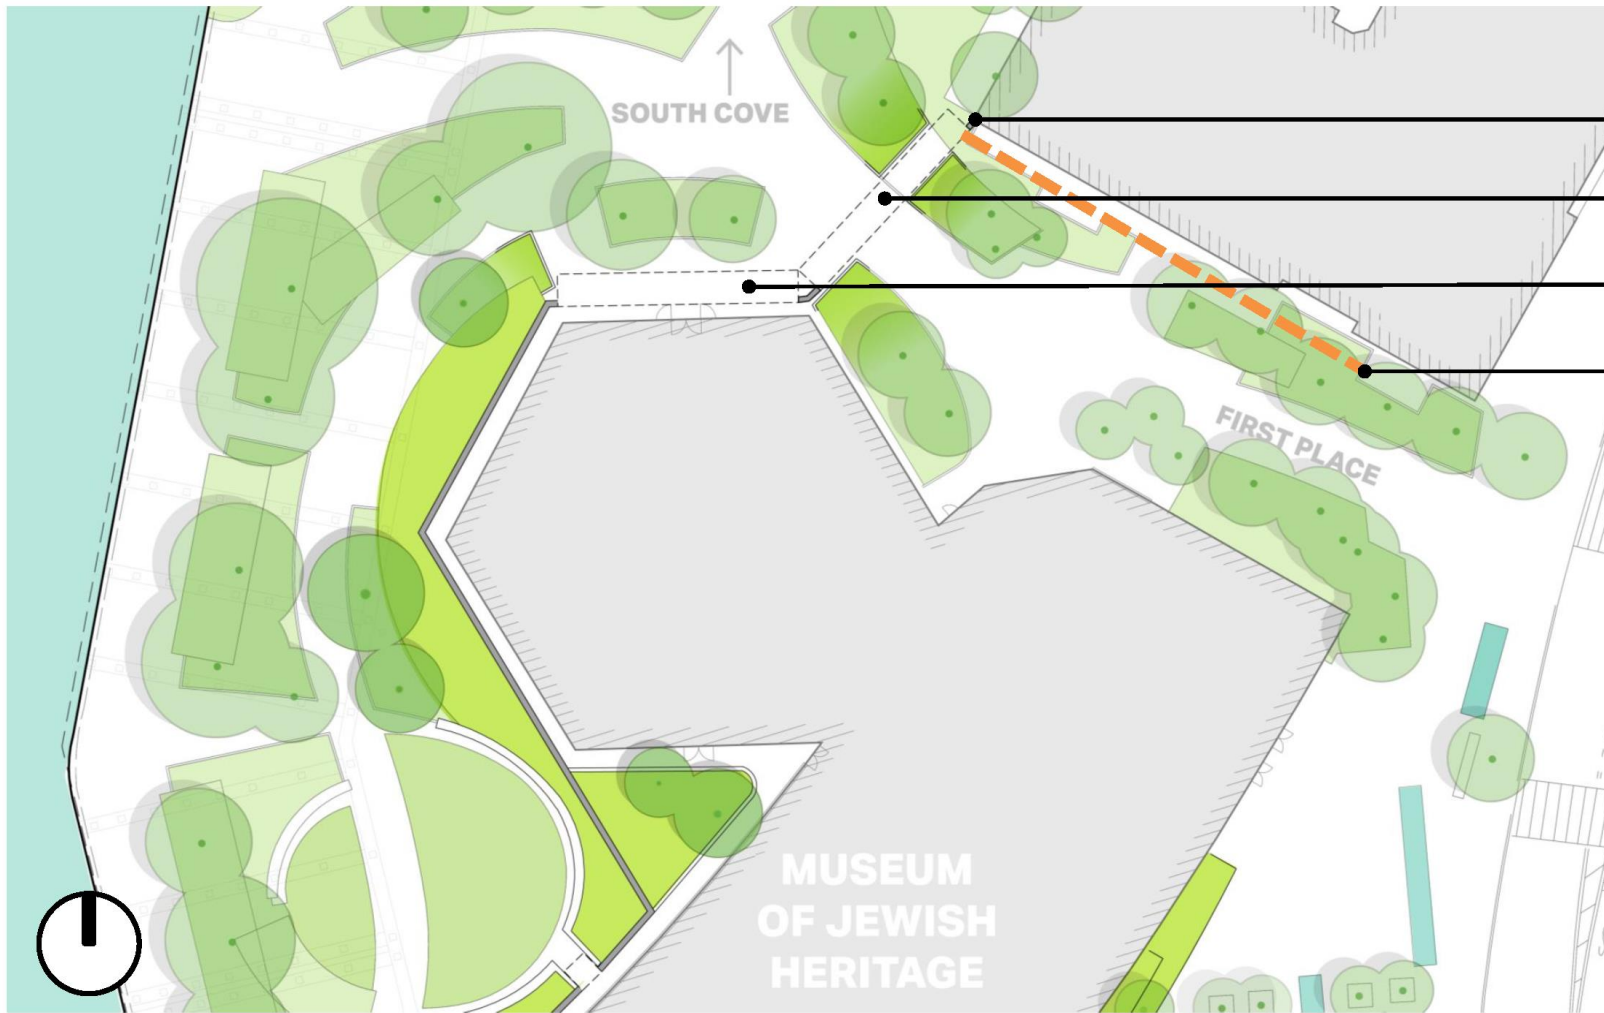 SOUTH COVE
FIRST PLACE
MUSEUM
OF JEWISH
HERITAGE